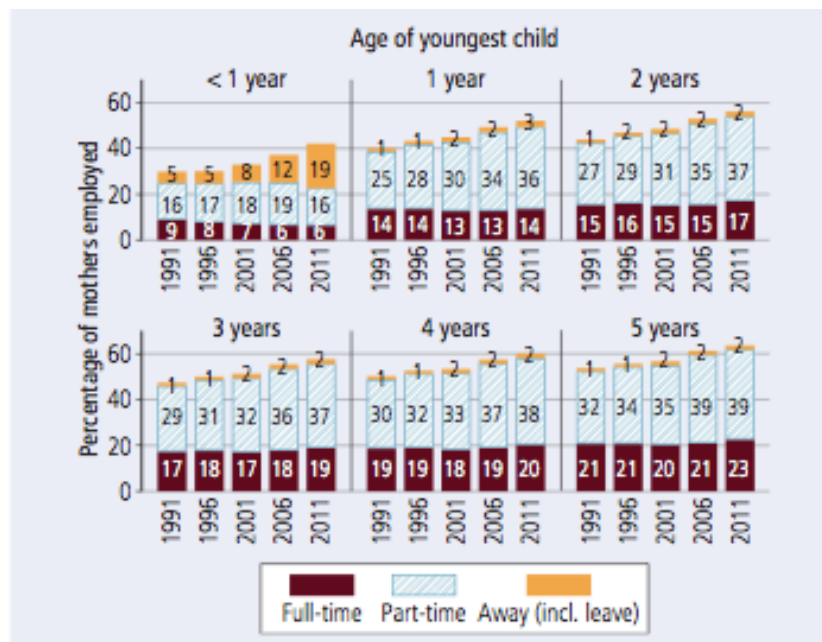 Age of youngest child
< 1 year 1 year 2 years
Percentage of mothers employed
60
40
20
0
5 5 8 12 19
16 17 18 19 16
9 8 7 6 6
1991 1996 2001 2006 2011
1 1 2 2 3
25 28 30 34 36
14 14 13 13 14
1991 1996 2001 2006 2011
1 2 2 2 2
27 29 31 35 37
15 16 15 15 17
1991 1996 2001 2006 2011
3 years 4 years 5 years
60
40
20
0
1 1 2 2 2
29 31 32 36 37
17 18 17 18 19
1991 1996 2001 2006 2011
1 1 2 2 2
30 32 33 37 38
19 19 18 19 20
1991 1996 2001 2006 2011
1 1 2 2 2
32 34 35 39 39
21 21 20 21 23
1991 1996 2001 2006 2011
Full-time Part-time Away (incl. leave)